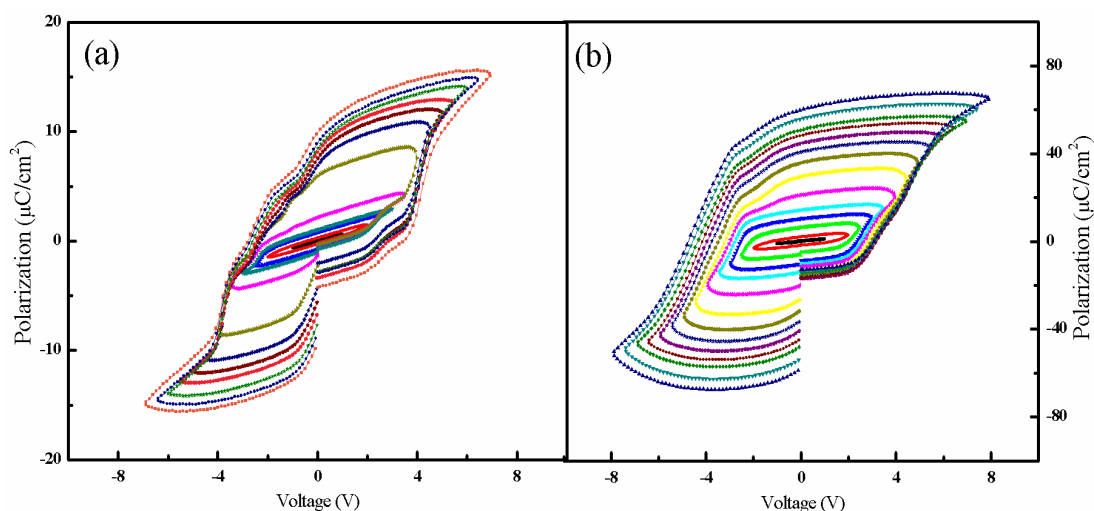 (a)
20
10
0
-10
-20
Polarization (μC/cm²)
-8 -4 0 4 8
Voltage (V)
(b)
80
40
0
-40
-80
Polarization (μC/cm²)
-8 -4 0 4 8
Voltage (V)